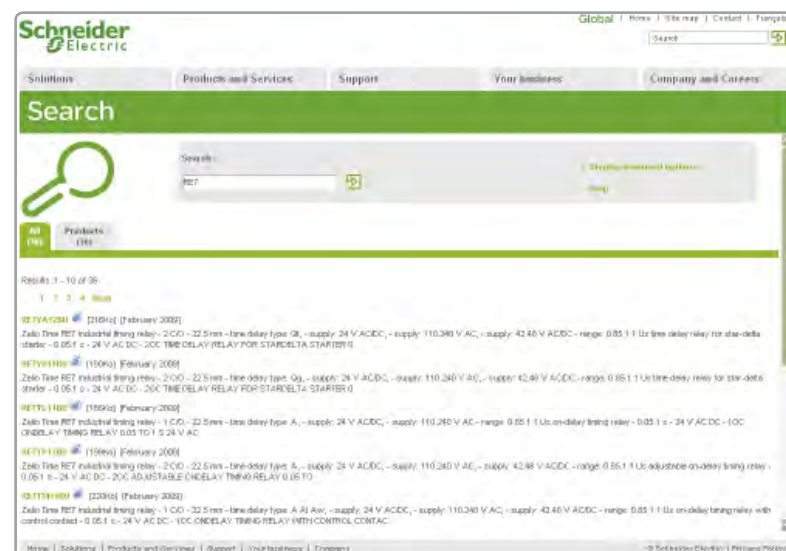 Global | Home | Site map | Contact | Français
Schneider Electric
Search
Solutions Products and Services Support Your business Company and Careers
Search
Search :
RE7
Display advanced options
Help
All Products
Results :1 - 10 of 36
1 2 3 4 Next
[216Ko] [February 2009]
Zelio Time RE7 industrial timing relay - 2 C/O - 22.5 mm - time delay type: Qt, - supply: 24 V AC/DC, - supply: 110..240 V AC, - supply: 42.48 V AC/DC - range: 0.05..1 time delay relay for star-delta
starter - 0.05..1 s - 24 V AC DC - 2OC TIME DELAY RELAY FOR STARDELTA STARTER 0
[190Ko] [February 2009]
Zelio Time RE7 industrial timing relay - 2 C/O - 22.5 mm - time delay type: Qg, - supply: 24 V AC/DC, - supply: 110..240 V AC, - supply: 42.48 V AC/DC - range: 0.05..1 time delay relay for star-delta
starter - 0.05..1 s - 24 V AC DC - 2OC TIME DELAY RELAY FOR STARDELTA STARTER 0
[February 2009]
Zelio Time RE7 industrial timing relay - 1 C/O - 22.5 mm - time delay type: A, - supply: 24 V AC/DC, - supply: 110..240 V AC - range: 0.05..1 on-delay timing relay - 0.05..1 s - 24 V AC DC - 1OC
ONDELAY TIMING RELAY 0.05 TO 1 S 24 V AC
[February 2009]
Zelio Time RE7 industrial timing relay - 2 C/O - 22.5 mm - time delay type: A, - supply: 24 V AC/DC, - supply: 110..240 V AC, - supply: 42.48 V AC/DC - range: 0.05..1 adjustable on-delay timing relay -
0.05..1 s - 24 V AC DC - 2OC ADJUSTABLE ONDELAY TIMING RELAY 0.05 TO
[220Ko] [February 2009]
Zelio Time RE7 industrial timing relay - 1 C/O - 22.5 mm - time delay type: A At Aw, - supply: 24 V AC/DC, - supply: 110..240 V AC, - supply: 42.48 V AC/DC - range: 0.05..1 on-delay timing relay with
control contact - 0.05..1 s - 24 V AC DC - 1OC ONDELAY TIMING RELAY WITH CONTROL CONTAC
Home | Solutions | Products and Services | Support | Your business | Company
Schneider Electric | Privacy Policy